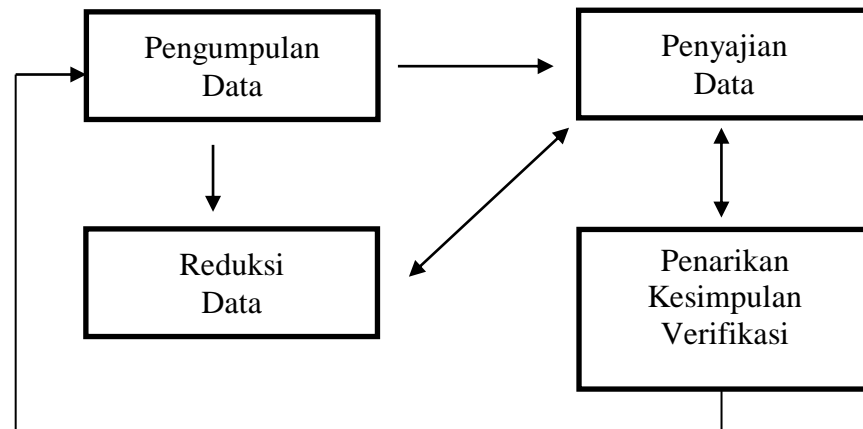 Pengumpulan
Data
Penyajian
Data
Reduksi
Data
Penarikan
Kesimpulan
Verifikasi